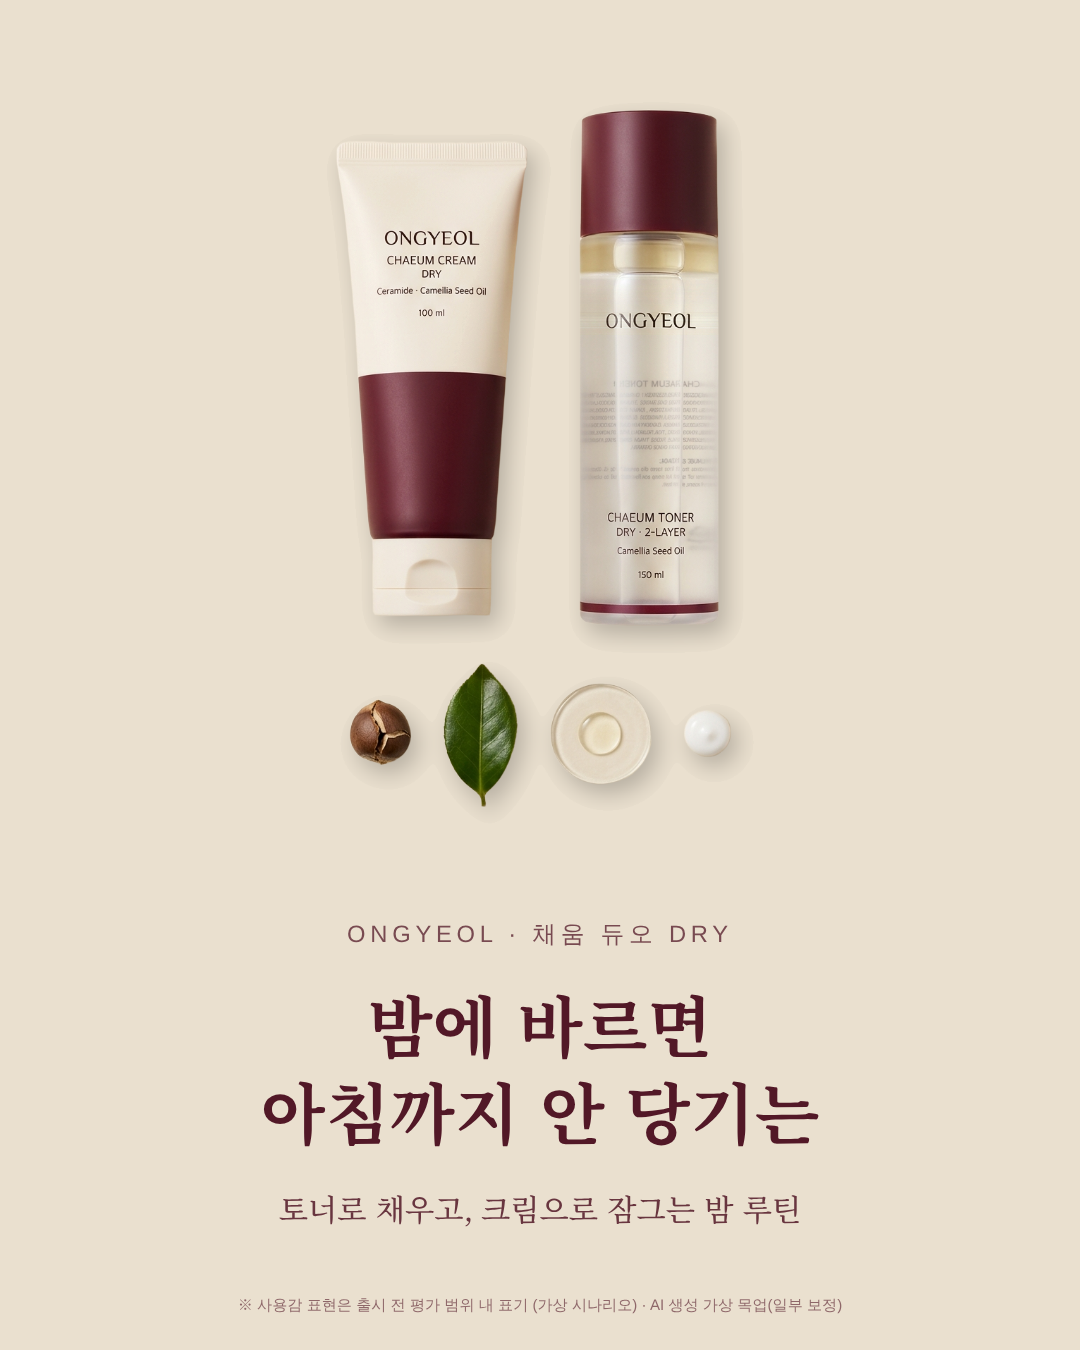 ONGYEOL
CHAEUM CREAM
DRY
Ceramide · Camellia Seed Oil
100 ml
ONGYEOL
CHAEUM TONER
DRY · 2-LAYER
Camellia Seed Oil
150 ml
ONGYEOL · 채움 듀오 DRY
밤에 바르면
아침까지 안 당기는
토너로 채우고, 크림으로 잠그는 밤 루틴
※ 사용감 표현은 출시 전 평가 범위 내 표기 (가상 시나리오) · AI 생성 가상 목업(일부 보정)